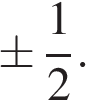 ± 1/2.